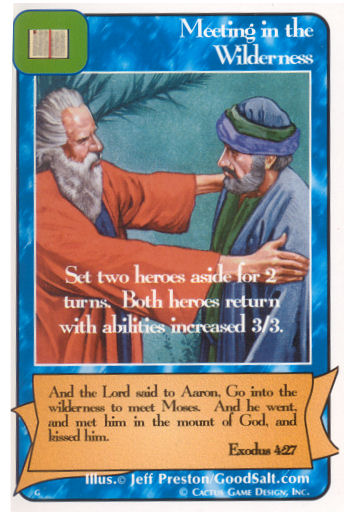 Meeting in the
Wilderness
Set two heroes aside for 2
turns. Both heroes return
with abilities increased 3/3.
And the Lord said to Aaron, Go into the
wilderness to meet Moses. And he went,
and met him in the mount of God, and
kissed him.
Exodus 4:27
Illus.© Jeff Preston/GoodSalt.com
G © Cactus Game Design, Inc.